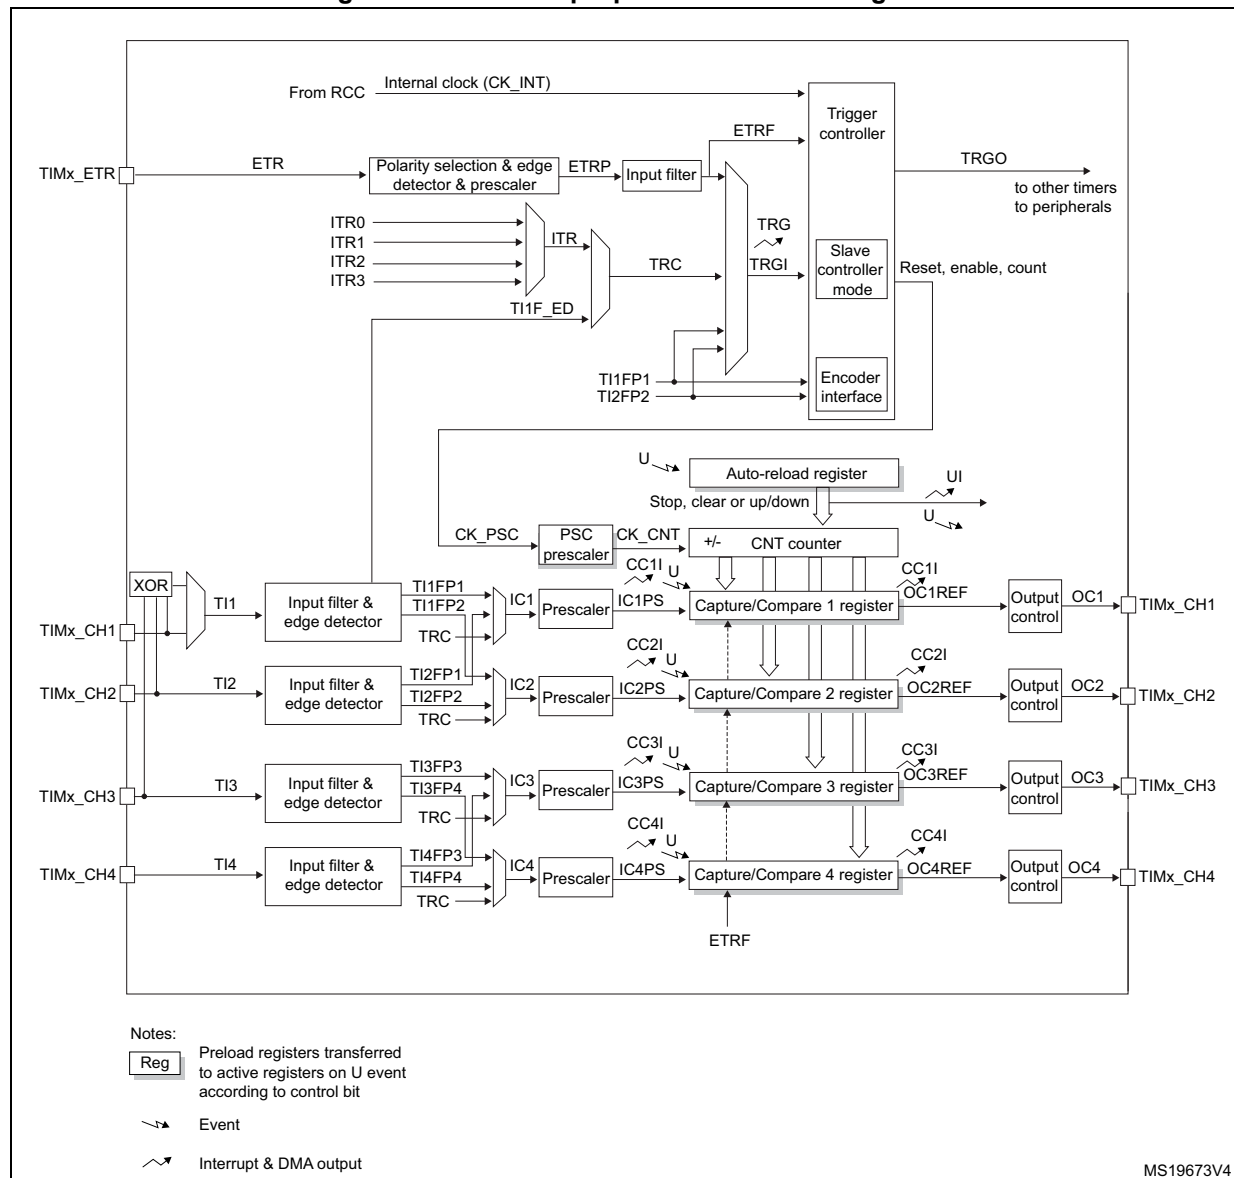 Internal clock (CK_INT)
From RCC
Trigger
controller
ETRF
TIMx_ETR
ETR
Polarity selection & edge
detector & prescaler
ETRP
Input filter
TRGO
to other timers
to peripherals
ITR0
ITR1
ITR2
ITR3
ITR
TRC
TRG
TRGI
Slave
controller
mode
Reset, enable, count
TI1F_ED
TI1FP1
TI2FP2
Encoder
interface
U
Auto-reload register
UI
Stop, clear or up/down
U
CK_PSC
PSC
prescaler
CK_CNT
+/-
CNT counter
XOR
TI1
Input filter &
edge detector
TI1FP1
TI1FP2
TRC
IC1
Prescaler
CC1I
U
IC1PS
Capture/Compare 1 register
CC1I
OC1REF
Output
control
OC1
TIMx_CH1
TIMx_CH1
TIMx_CH2
TI2
Input filter &
edge detector
TI2FP1
TI2FP2
TRC
IC2
Prescaler
CC2I
U
IC2PS
Capture/Compare 2 register
CC2I
OC2REF
Output
control
OC2
TIMx_CH2
TIMx_CH3
TI3
Input filter &
edge detector
TI3FP3
TI3FP4
TRC
IC3
Prescaler
CC3I
U
IC3PS
Capture/Compare 3 register
CC3I
OC3REF
Output
control
OC3
TIMx_CH3
TIMx_CH4
TI4
Input filter &
edge detector
TI4FP3
TI4FP4
TRC
IC4
Prescaler
CC4I
U
IC4PS
Capture/Compare 4 register
CC4I
OC4REF
Output
control
OC4
TIMx_CH4
ETRF
Notes:
Reg
Preload registers transferred
to active registers on U event
according to control bit
Event
Interrupt & DMA output
MS19673V4